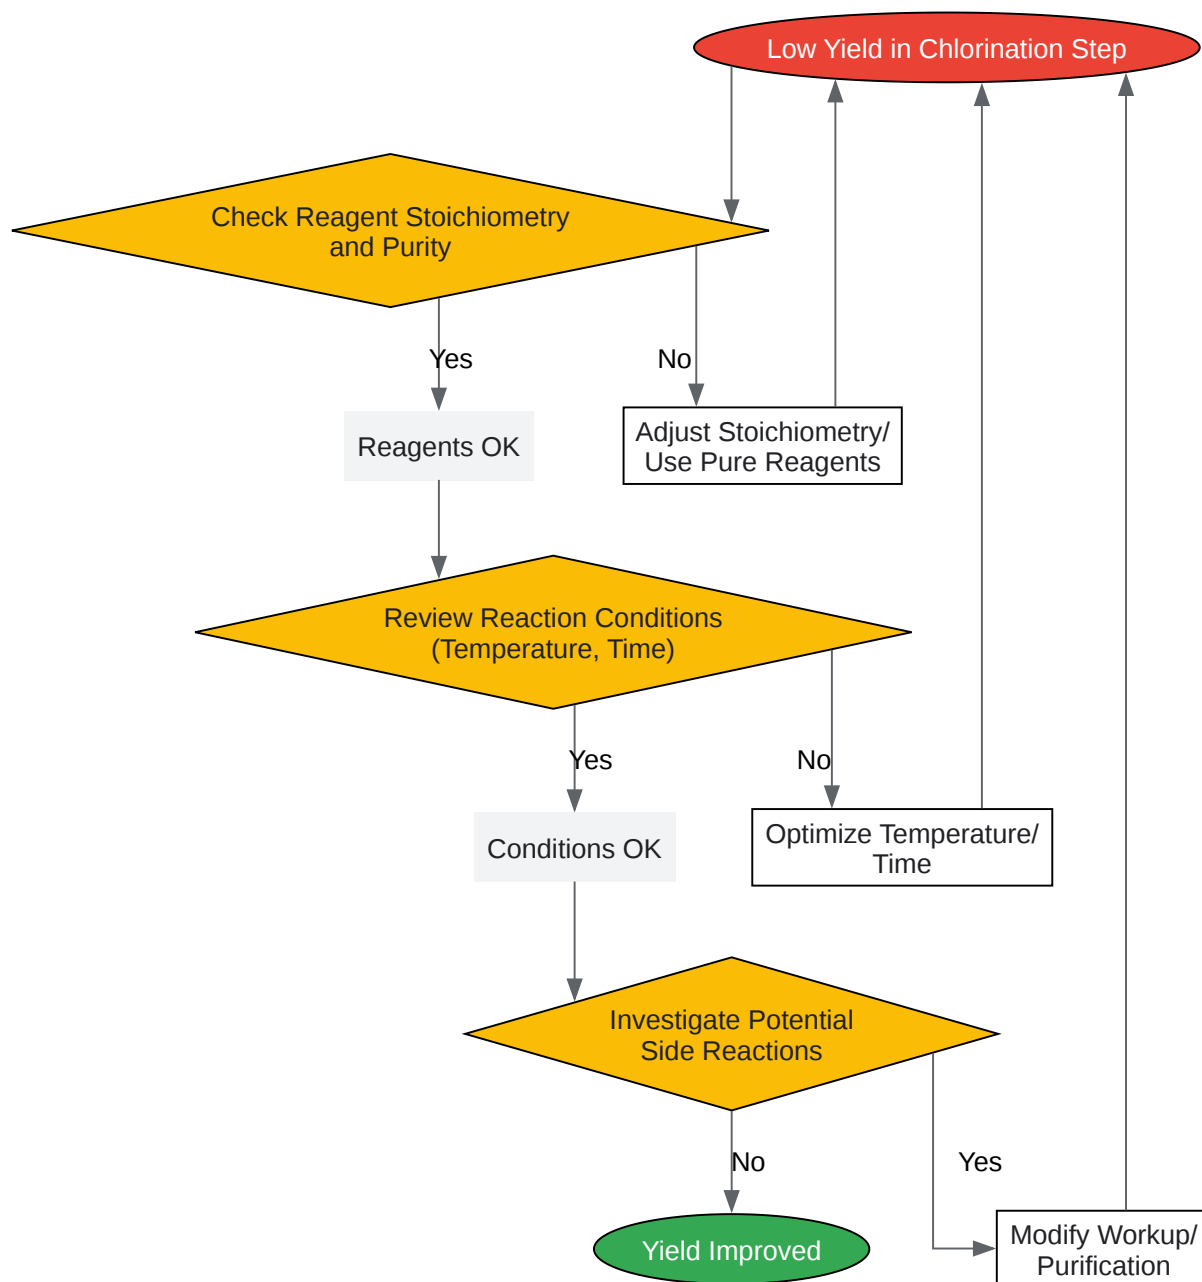 Low Yield in Chlorination Step
Check Reagent Stoichiometry
and Purity
Yes
No
Reagents OK
Adjust Stoichiometry/
Use Pure Reagents
Review Reaction Conditions
(Temperature, Time)
Yes
No
Conditions OK
Optimize Temperature/
Time
Investigate Potential
Side Reactions
No
Yes
Yield Improved
Modify Workup/
Purification